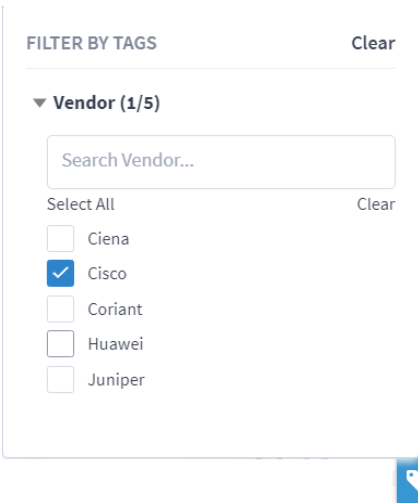 FILTER BY TAGS Clear
Vendor (1/5)
Search Vendor...
Select All Clear
Ciena
Cisco
Coriant
Huawei
Juniper